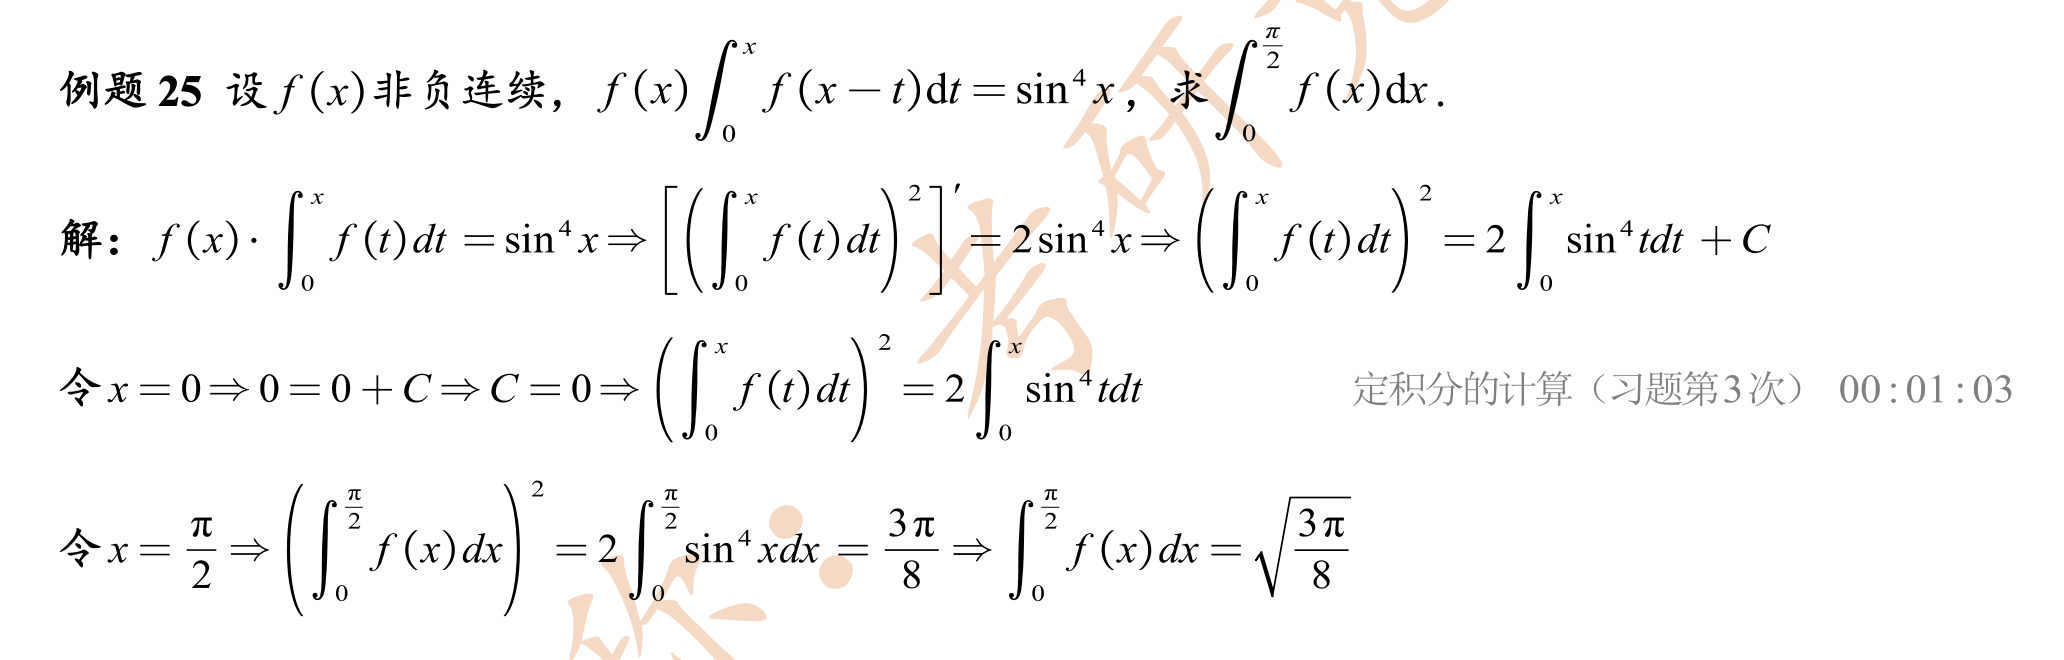 例题 25 设 $f(x)$ 非负连续，$f(x)\int_0^x f(x-t)\mathrm{d}t=\sin^4 x$，求 $\int_0^{\frac{\pi}{2}} f(x)\mathrm{d}x$.
解：$f(x)\cdot\int_0^x f(t)dt=\sin^4 x\Rightarrow\left[\left(\int_0^x f(t)dt\right)^2\right]'=2\sin^4 x\Rightarrow\left(\int_0^x f(t)dt\right)^2=2\int_0^x \sin^4 tdt+C$
令 $x=0\Rightarrow 0=0+C\Rightarrow C=0\Rightarrow\left(\int_0^x f(t)dt\right)^2=2\int_0^x \sin^4 tdt$ 定积分的计算（习题第3次） 00:01:03
令 $x=\frac{\pi}{2}\Rightarrow\left(\int_0^{\frac{\pi}{2}} f(x)dx\right)^2=2\int_0^{\frac{\pi}{2}} \sin^4 xdx=\frac{3\pi}{8}\Rightarrow\int_0^{\frac{\pi}{2}} f(x)dx=\sqrt{\frac{3\pi}{8}}$
考研